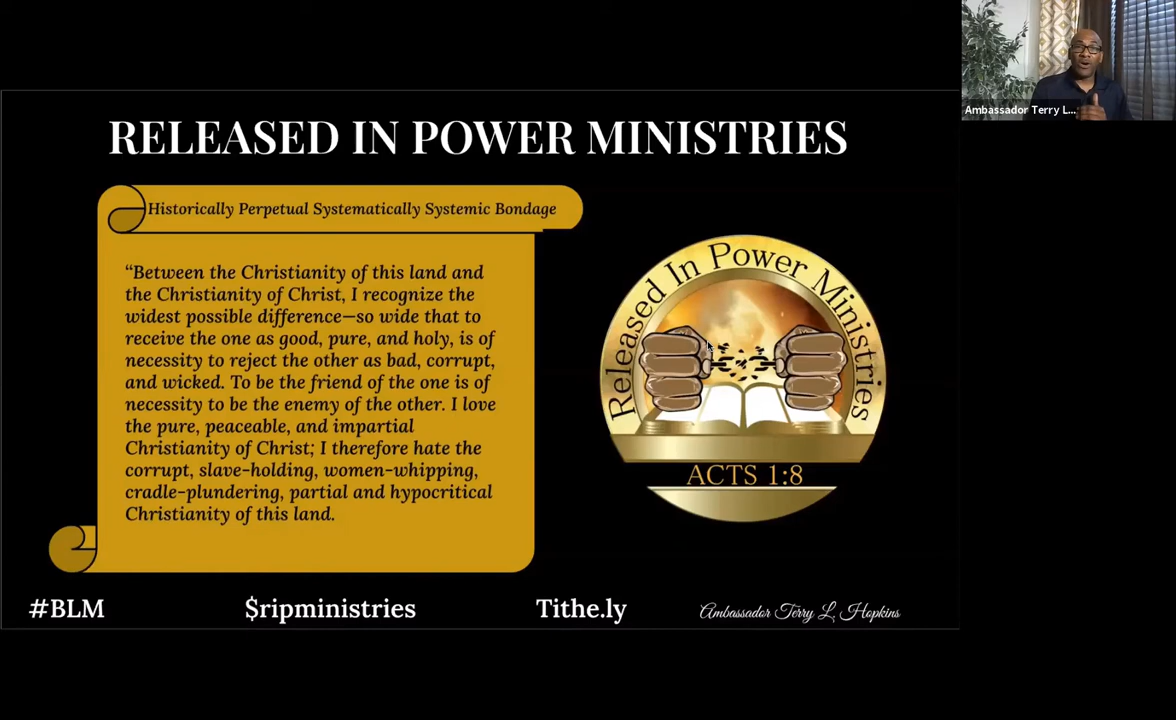 Ambassador Terry L...
RELEASED IN POWER MINISTRIES
Historically Perpetual Systematically Systemic Bondage
“Between the Christianity of this land and
the Christianity of Christ, I recognize the
widest possible difference—so wide that to
receive the one as good, pure, and holy, is of
necessity to reject the other as bad, corrupt,
and wicked. To be the friend of the one is of
necessity to be the enemy of the other. I love
the pure, peaceable, and impartial
Christianity of Christ; I therefore hate the
corrupt, slave-holding, women-whipping,
cradle-plundering, partial and hypocritical
Christianity of this land.
Released In Power Ministries
ACTS 1:8
#BLM
$ripministries
Tithe.ly
Ambassador Terry L. Hopkins